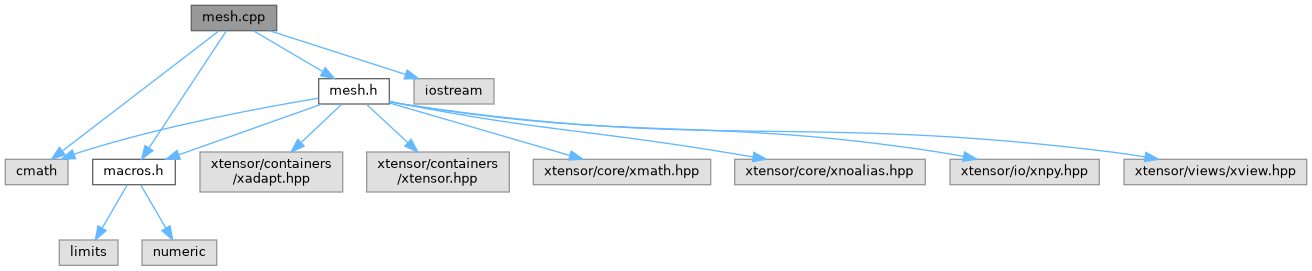 mesh.cpp
mesh.h
iostream
cmath
macros.h
xtensor/containers
/xadapt.hpp
xtensor/containers
/xtensor.hpp
xtensor/core/xmath.hpp
xtensor/core/xnoalias.hpp
xtensor/io/xnpy.hpp
xtensor/views/xview.hpp
limits
numeric